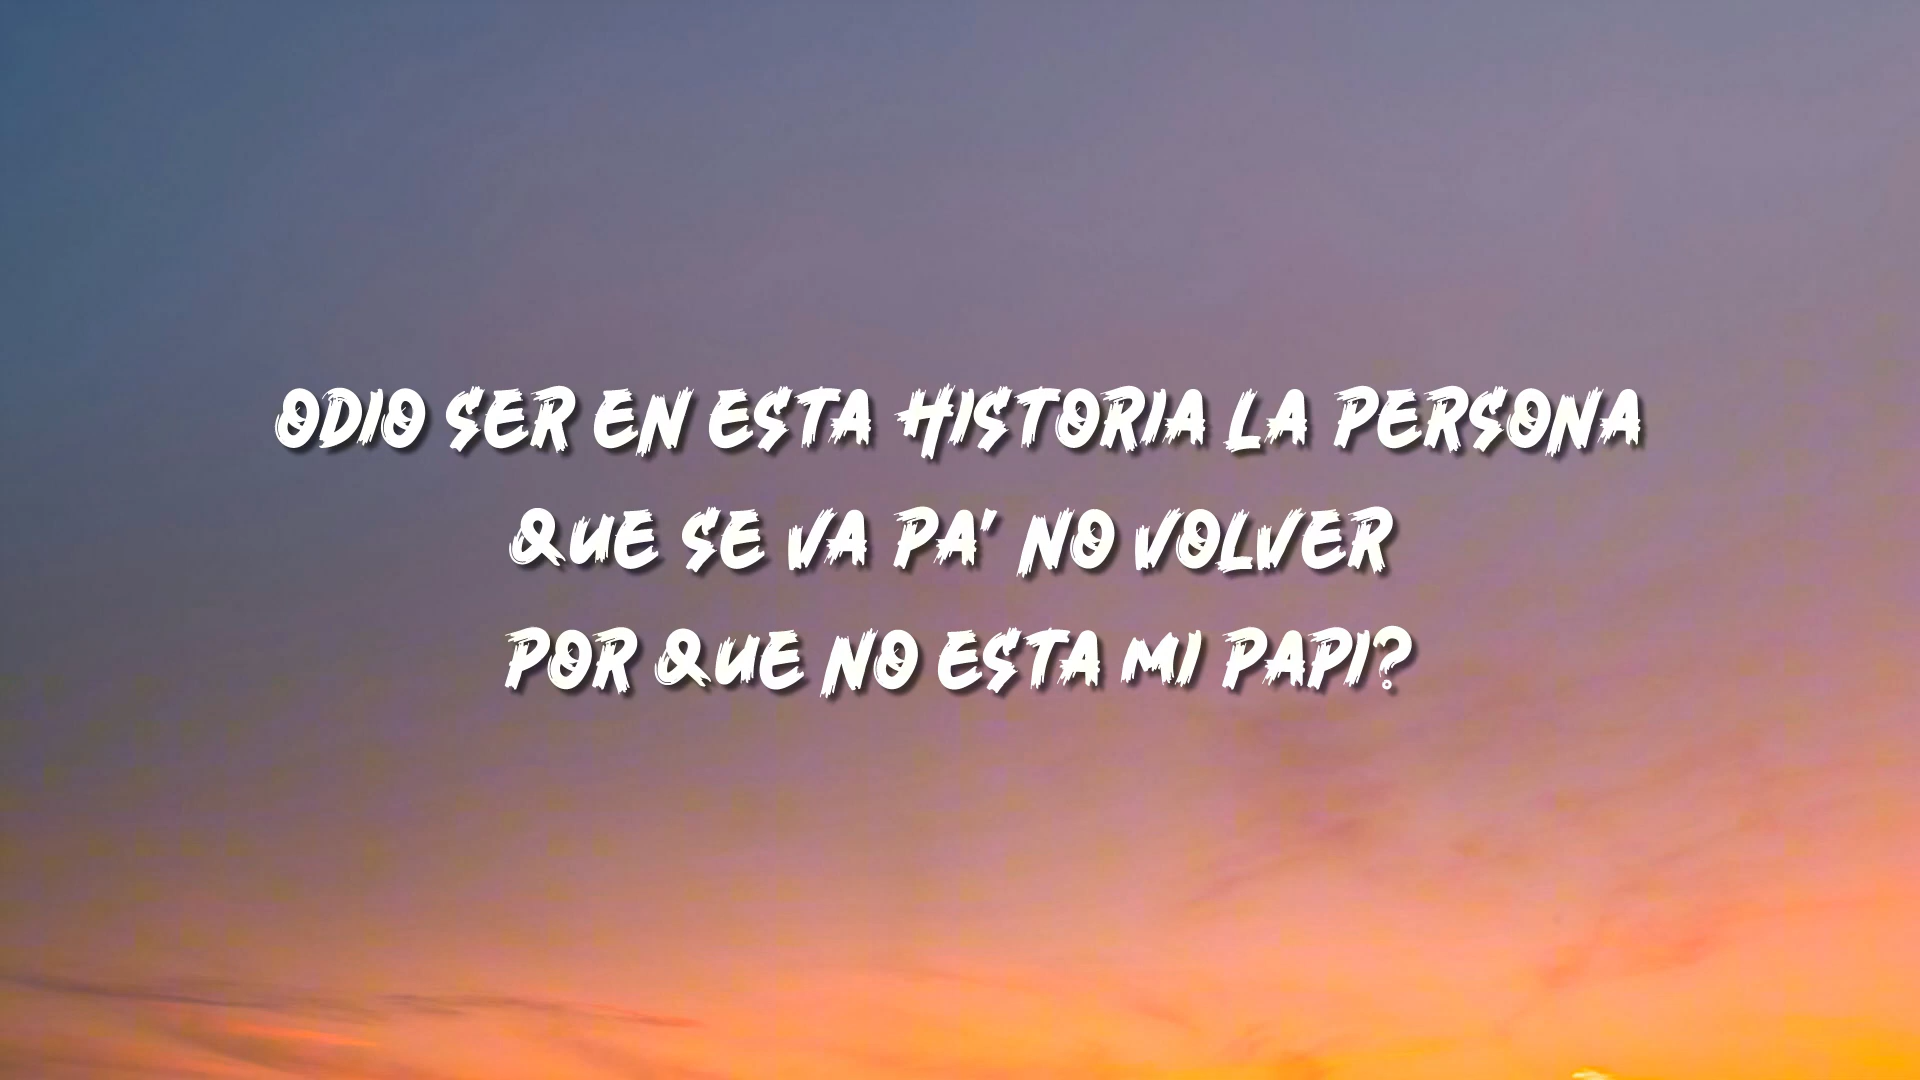 ODIO SER EN ESTA HISTORIA LA PERSONA
QUE SE VA PA' NO VOLVER
POR QUE NO ESTA MI PAPI?